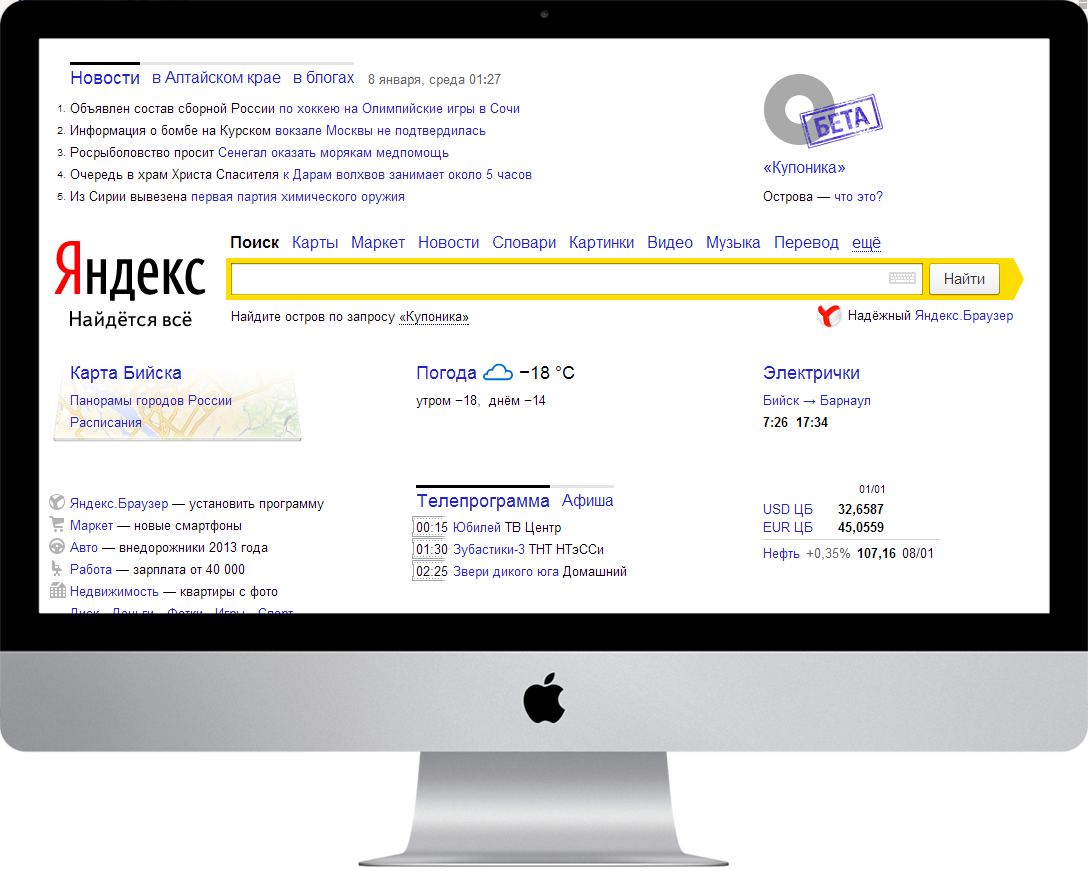 Новости в Алтайском крае в блогах 8 января, среда 01:27
1. Объявлен состав сборной России по хоккею на Олимпийские игры в Сочи
2. Информация о бомбе на Курском вокзале Москвы не подтвердилась
3. Росрыболовство просит Сенегал оказать морякам медпомощь
4. Очередь в храм Христа Спасителя к Дарам волхвов занимает около 5 часов
5. Из Сирии вывезена первая партия химического оружия
БЕТА
«Купоника»
Острова — что это?
Яндекс
Найдётся всё
Поиск Карты Маркет Новости Словари Картинки Видео Музыка Перевод ещё
Найти
Найдите остров по запросу «Купоника»
Надёжный Яндекс.Браузер
Карта Бийска
Панорамы городов России
Расписания
Погода −18 °C
утром −18, днём −14
Электрички
Бийск → Барнаул
7:26 17:34
Яндекс.Браузер — установить программу
Маркет — новые смартфоны
Авто — внедорожники 2013 года
Работа — зарплата от 40 000
Недвижимость — квартиры с фото
Диск Деньги Фотки Игры Спорт
Телепрограмма Афиша
00:15 Юбилей ТВ Центр
01:30 Зубастики-3 ТНТ НТэССи
02:25 Звери дикого юга Домашний
01/01
USD ЦБ 32,6587
EUR ЦБ 45,0559
Нефть +0,35% 107,16 08/01